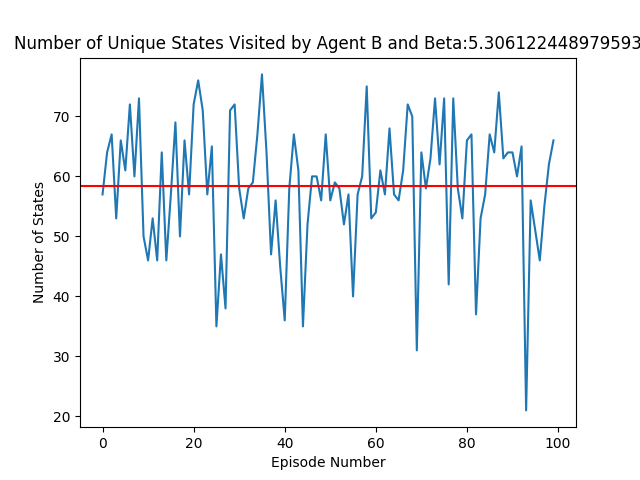 Number of Unique States Visited by Agent B and Beta:5.306122448979593
70
60
50
40
30
20
Number of States
0 20 40 60 80 100
Episode Number